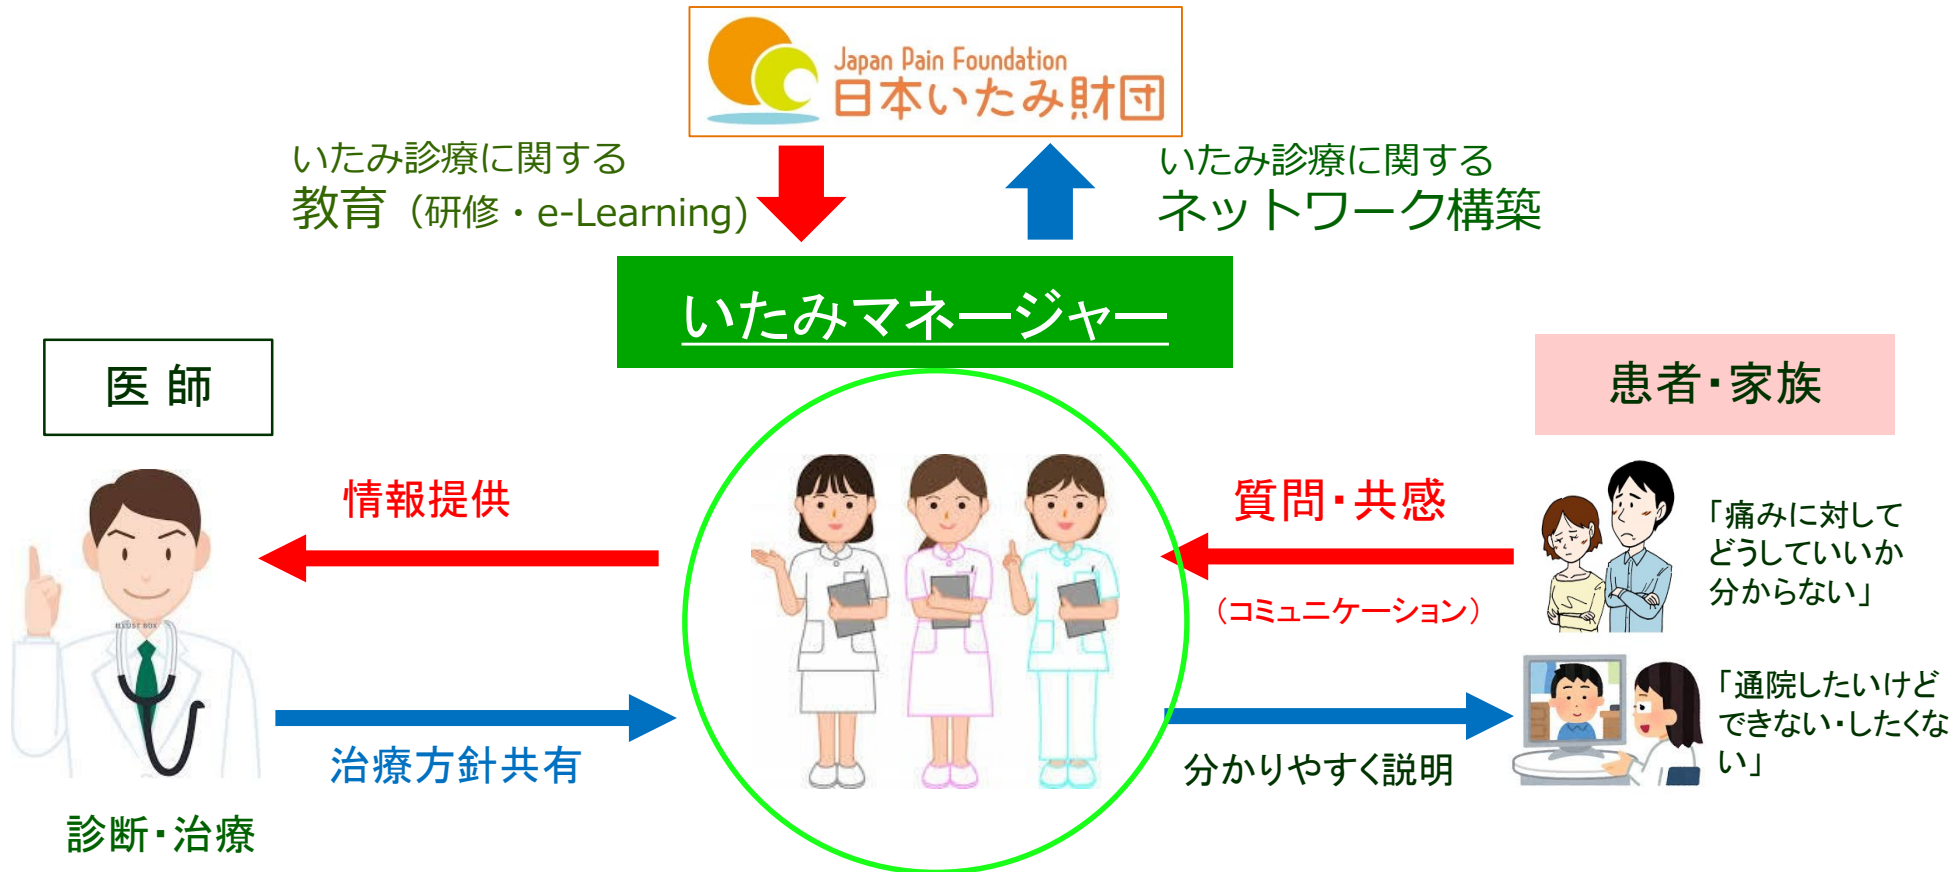 Japan Pain Foundation
日本いたみ財団
いたみ診療に関する
教育（研修・e-Learning)
いたみ診療に関する
ネットワーク構築
いたみマネージャー
医 師
患者・家族
情報提供
質問・共感
（コミュニケーション）
「痛みに対して
どうしていいか
分からない」
ILLUST BOX
治療方針共有
分かりやすく説明
「通院したいけど
できない・したくな
い」
診断・治療